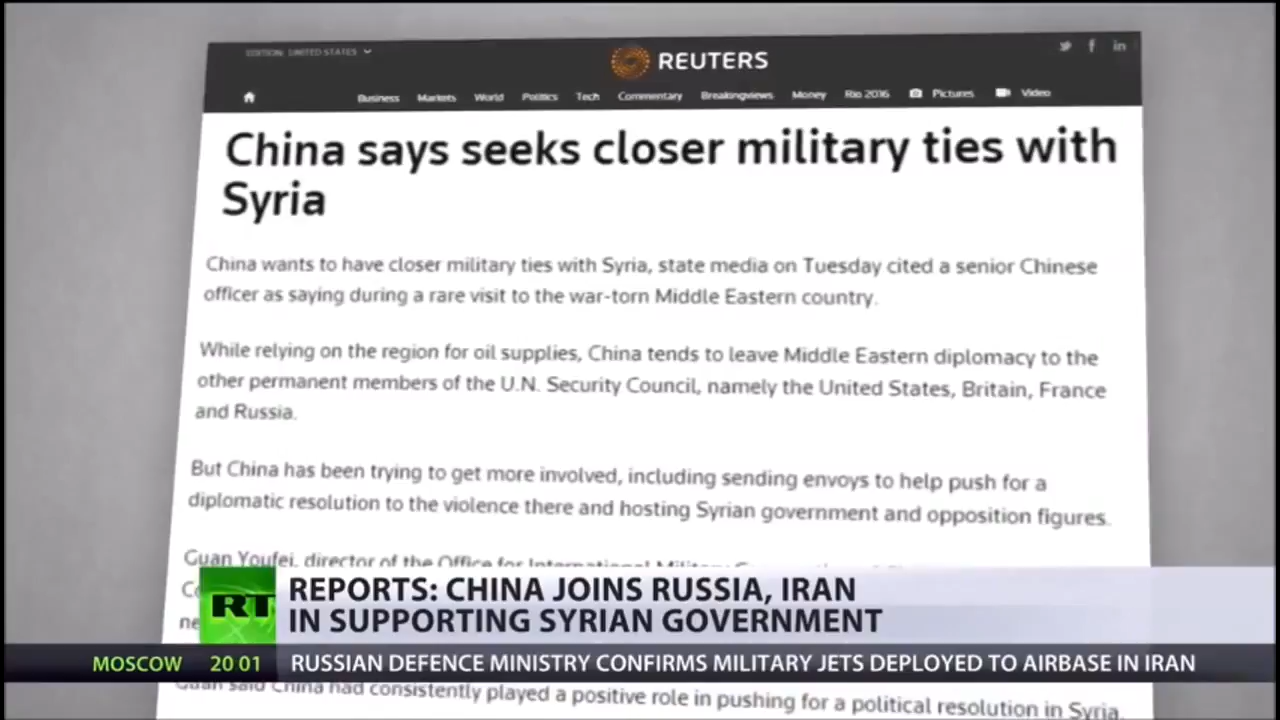 EDITION: UNITED STATES
REUTERS
Business Markets World Politics Tech Commentary Breakingviews Money Rio 2016 Pictures Video
China says seeks closer military ties with
Syria
China wants to have closer military ties with Syria, state media on Tuesday cited a senior Chinese
officer as saying during a rare visit to the war-torn Middle Eastern country.
While relying on the region for oil supplies, China tends to leave Middle Eastern diplomacy to the
other permanent members of the U.N. Security Council, namely the United States, Britain, France
and Russia.
But China has been trying to get more involved, including sending envoys to help push for a
diplomatic resolution to the violence there and hosting Syrian government and opposition figures.
Guan Youfei, director of the Office for International
RT
REPORTS: CHINA JOINS RUSSIA, IRAN
IN SUPPORTING SYRIAN GOVERNMENT
MOSCOW 20 01 RUSSIAN DEFENCE MINISTRY CONFIRMS MILITARY JETS DEPLOYED TO AIRBASE IN IRAN
Guan said China had consistently played a positive role in pushing for a political resolution in Syria.